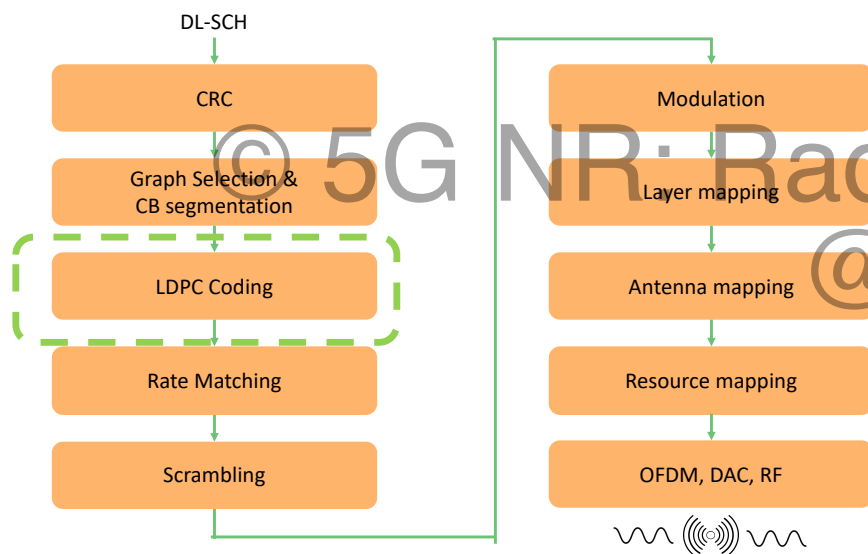 DL-SCH
CRC
Graph Selection &
CB segmentation
LDPC Coding
Rate Matching
Scrambling
Modulation
Layer mapping
Antenna mapping
Resource mapping
OFDM, DAC, RF
© 5G NR: Rad
@